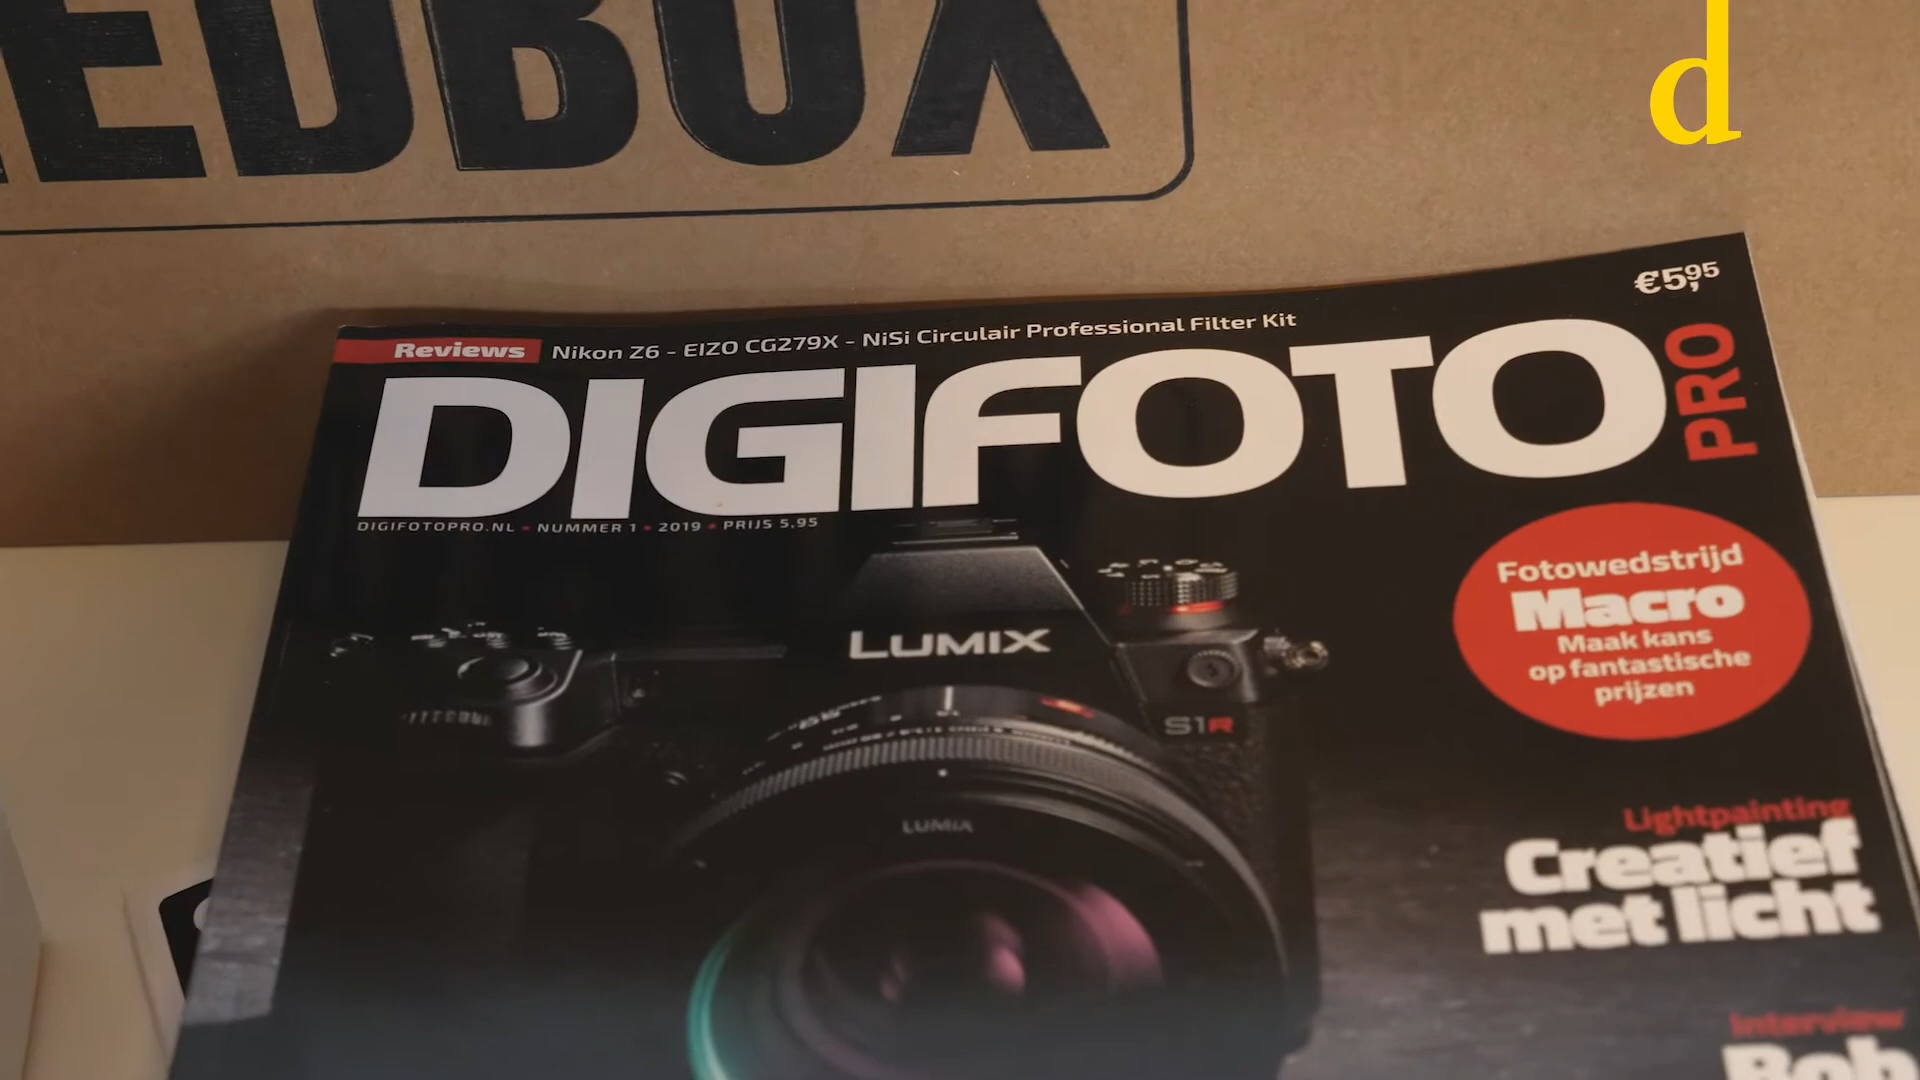 EDBOX
d
€5,95
Reviews Nikon Z6 - EIZO CG279X - NiSi Circulair Professional Filter Kit
DIGIFOTO PRO
DIGIFOTOPRO.NL • NUMMER 1 • 2019 • PRIJS 5.95
Fotowedstrijd
Macro
Maak kans
op fantastische
prijzen
LUMIX
S1R
LUMIX
Lightpainting
Creatief
met licht
Interview
Bob